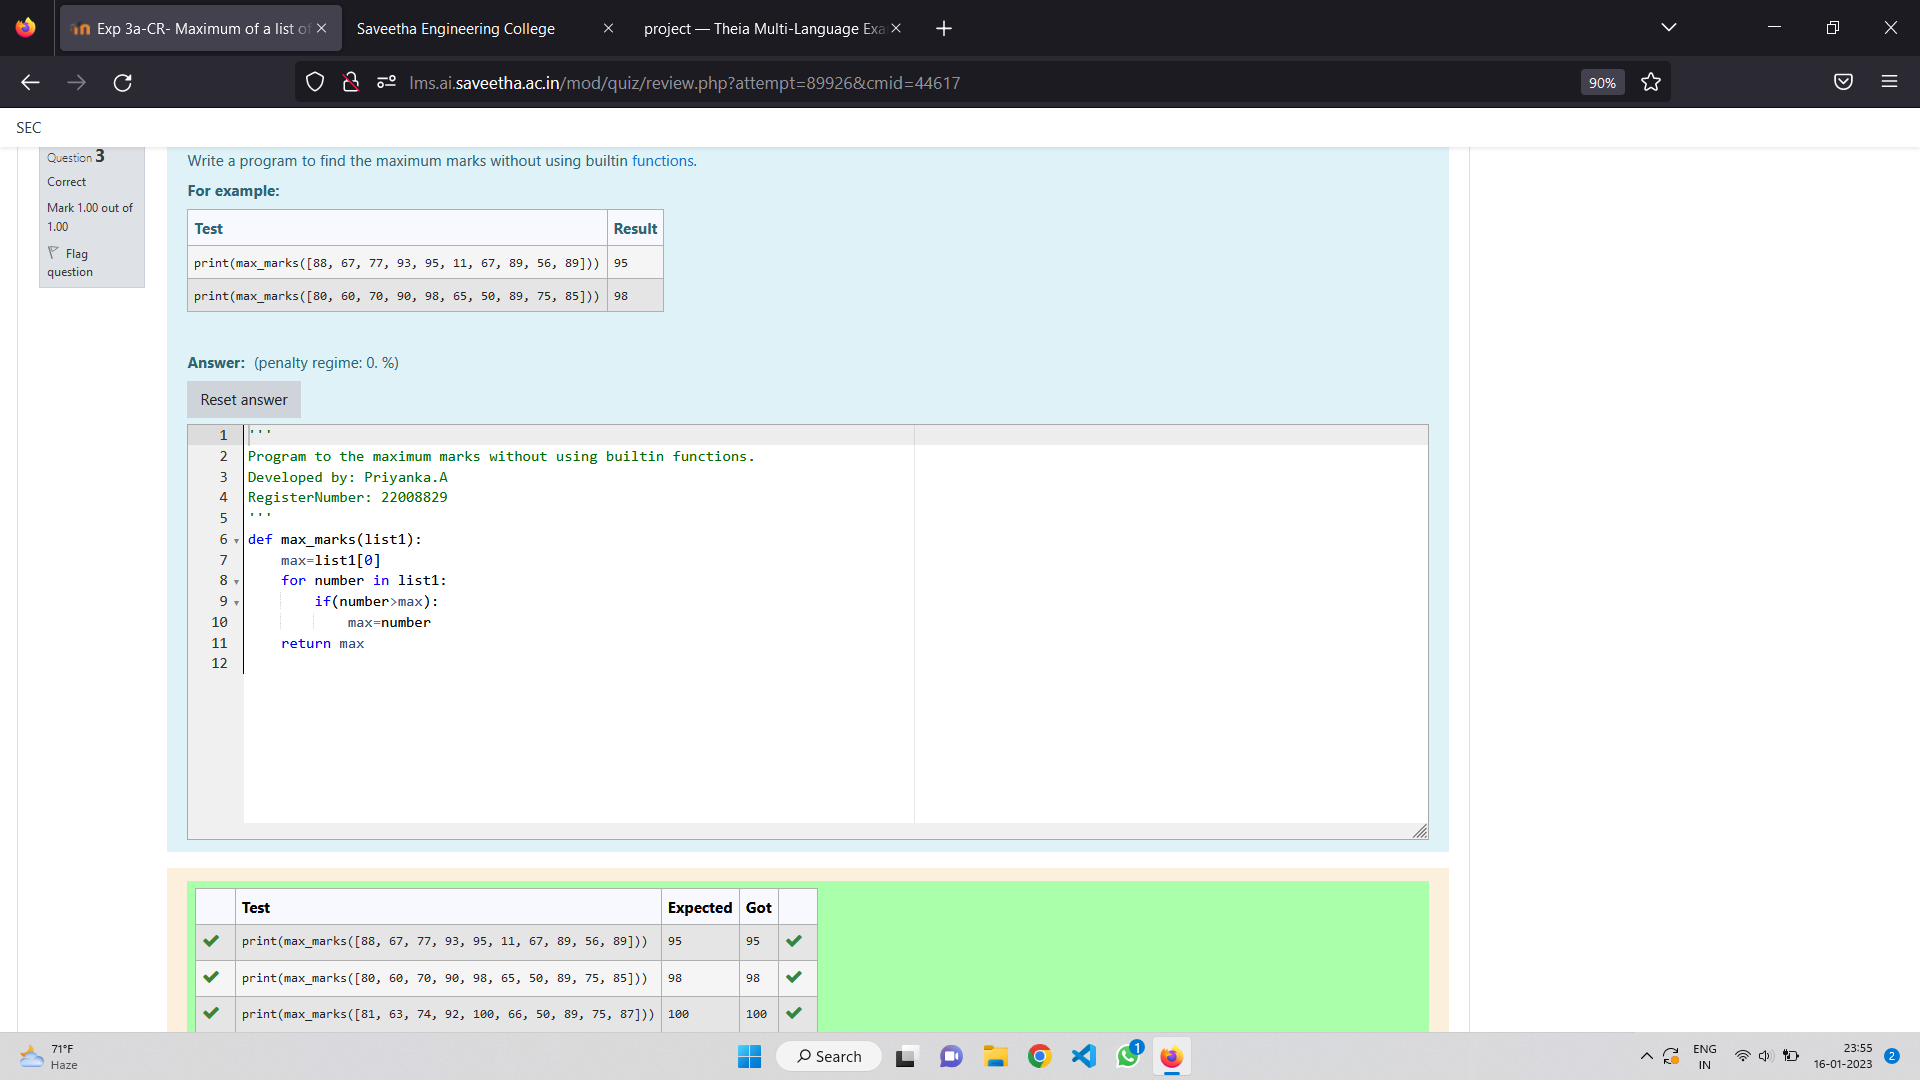 Exp 3a-CR- Maximum of a list of
Saveetha Engineering College
project — Theia Multi-Language Exa
lms.ai.saveetha.ac.in/mod/quiz/review.php?attempt=89926&cmid=44617
90%
SEC
Question 3
Correct
Mark 1.00 out of
1.00
Flag
question
Write a program to find the maximum marks without using builtin functions.
For example:
Test Result
print(max_marks([88, 67, 77, 93, 95, 11, 67, 89, 56, 89])) 95
print(max_marks([80, 60, 70, 90, 98, 65, 50, 89, 75, 85])) 98
Answer: (penalty regime: 0. %)
Reset answer
1 '''
2 Program to the maximum marks without using builtin functions.
3 Developed by: Priyanka.A
4 RegisterNumber: 22008829
5 '''
6 def max_marks(list1):
7     max=list1[0]
8     for number in list1:
9         if(number>max):
10             max=number
11     return max
12
Test Expected Got
print(max_marks([88, 67, 77, 93, 95, 11, 67, 89, 56, 89])) 95 95
print(max_marks([80, 60, 70, 90, 98, 65, 50, 89, 75, 85])) 98 98
print(max_marks([81, 63, 74, 92, 100, 66, 50, 89, 75, 87])) 100 100
71°F
Haze
Search
1
ENG
IN
23:55
16-01-2023
2